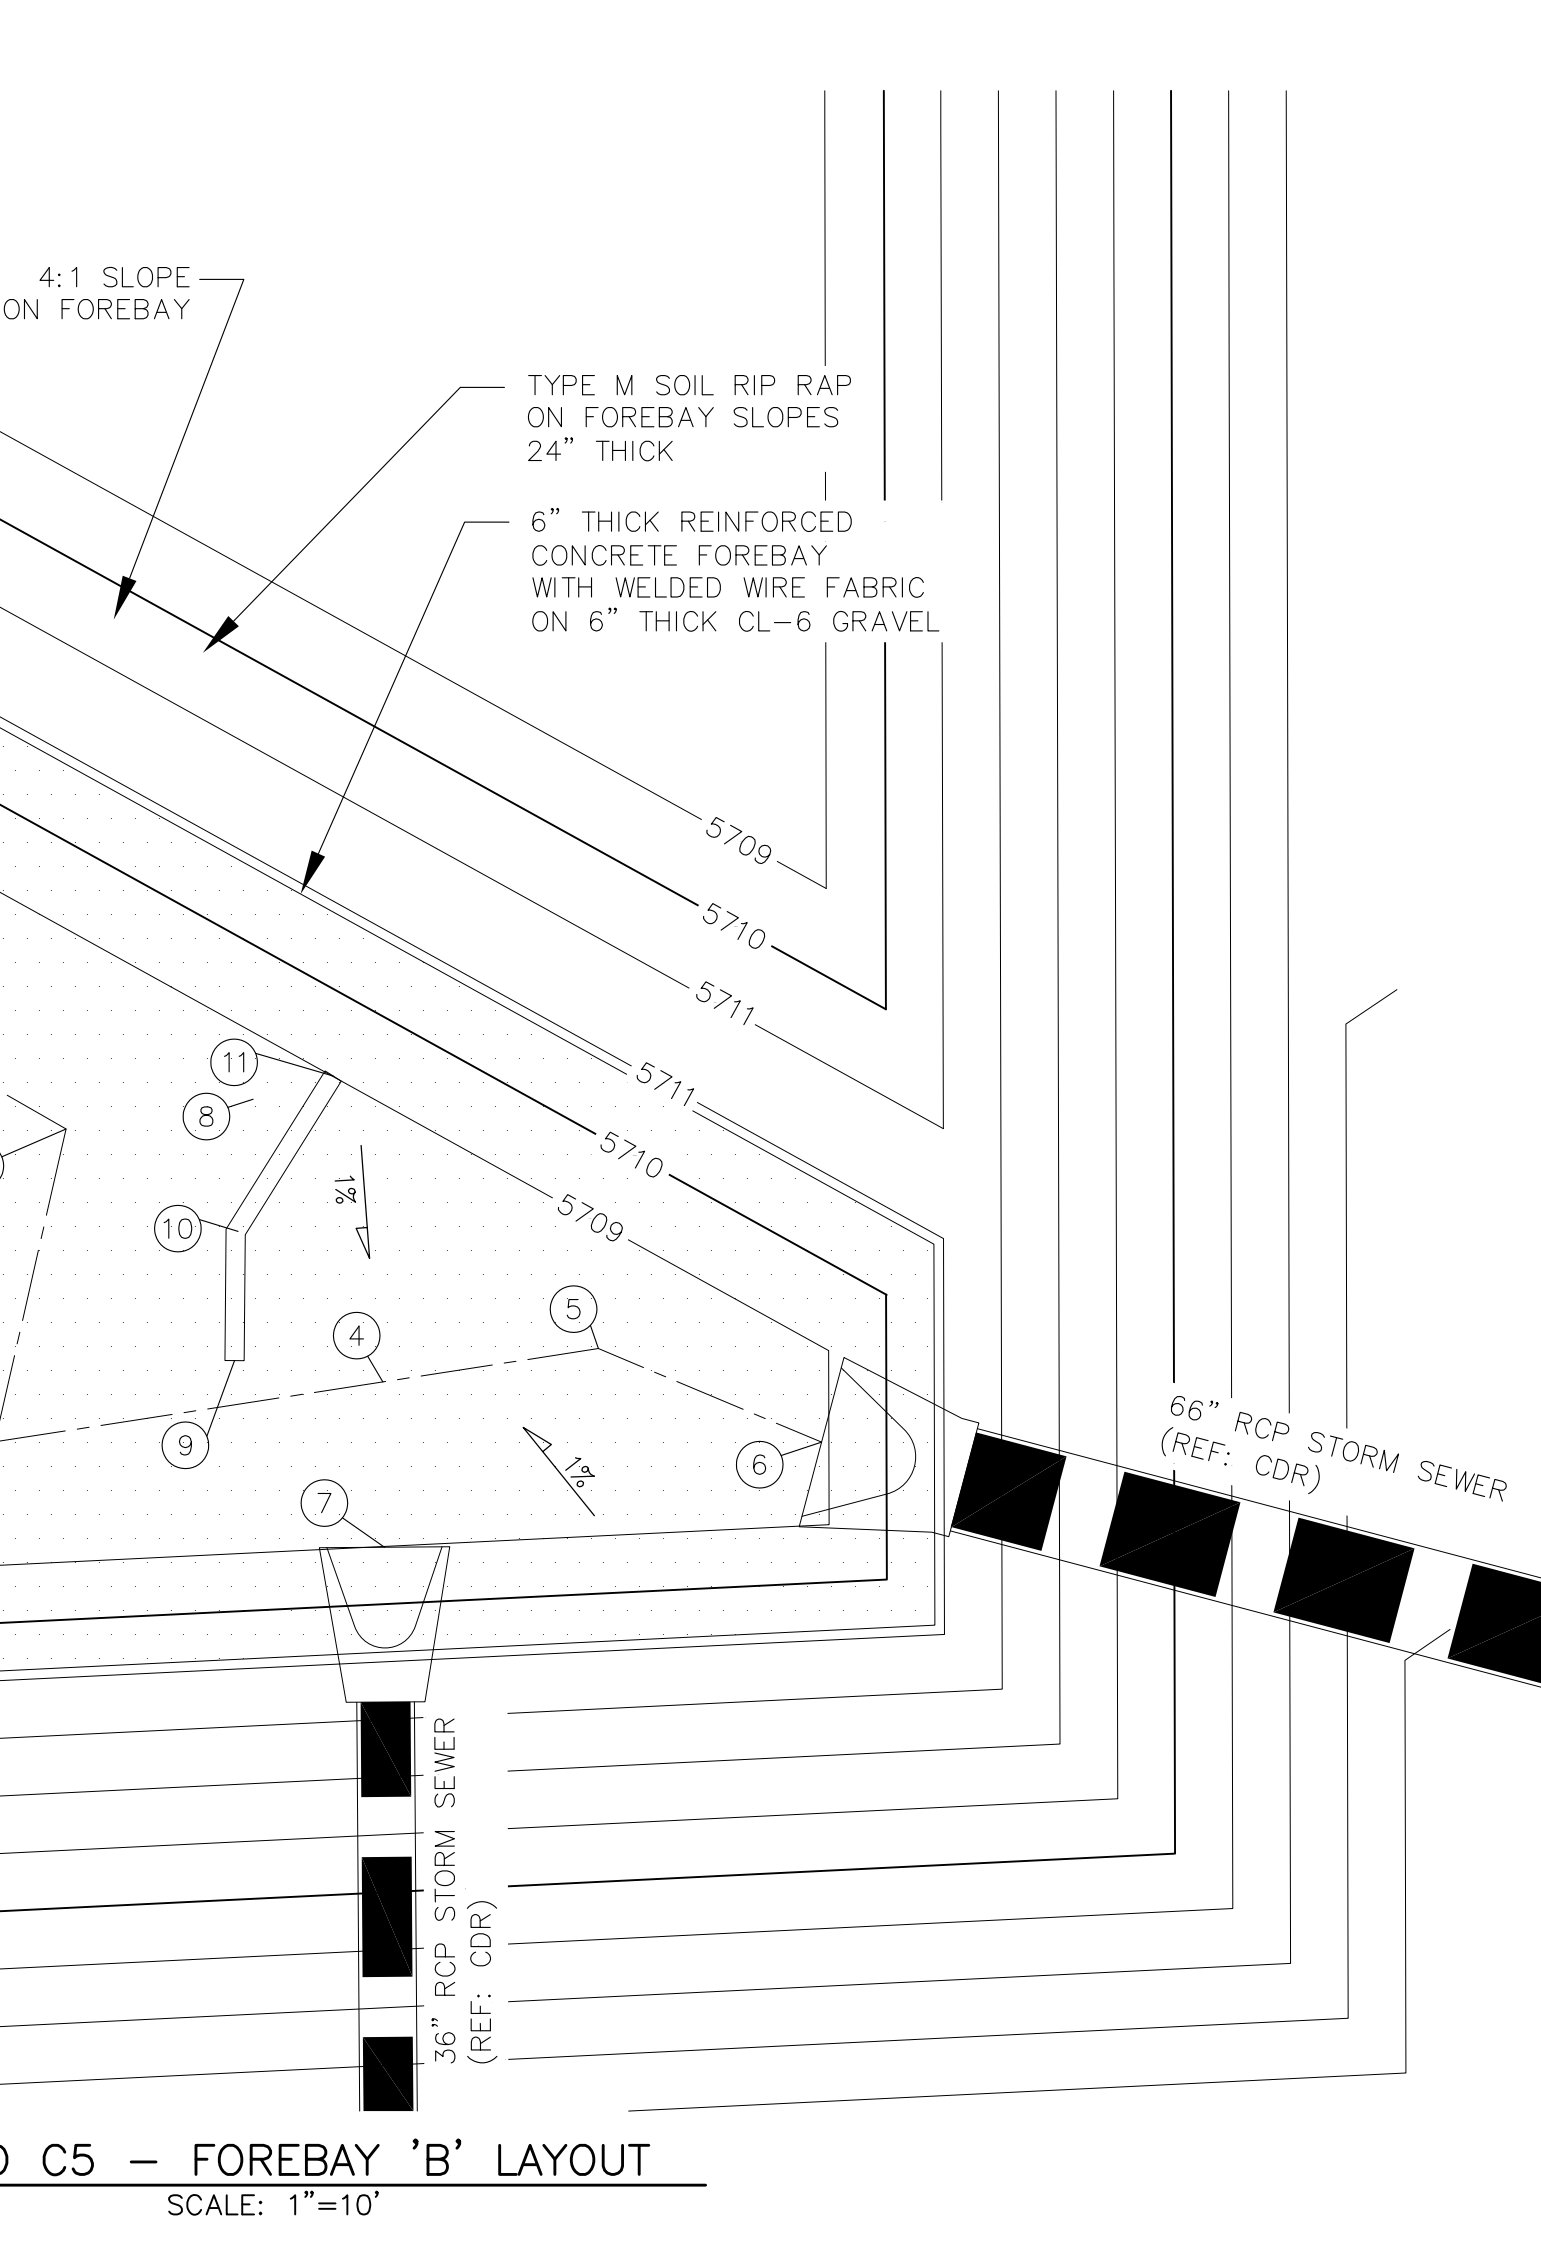 4:1 SLOPE
ON FOREBAY
TYPE M SOIL RIP RAP
ON FOREBAY SLOPES
24" THICK
6" THICK REINFORCED
CONCRETE FOREBAY
WITH WELDED WIRE FABRIC
ON 6" THICK CL-6 GRAVEL
5709
5710
5711
5711
5710
5709
11
8
10
1%
4
5
9
6
1%
7
66" RCP STORM SEWER
(REF: CDR)
36" RCP STORM SEWER
(REF: CDR)
C5 - FOREBAY 'B' LAYOUT
SCALE: 1"=10'